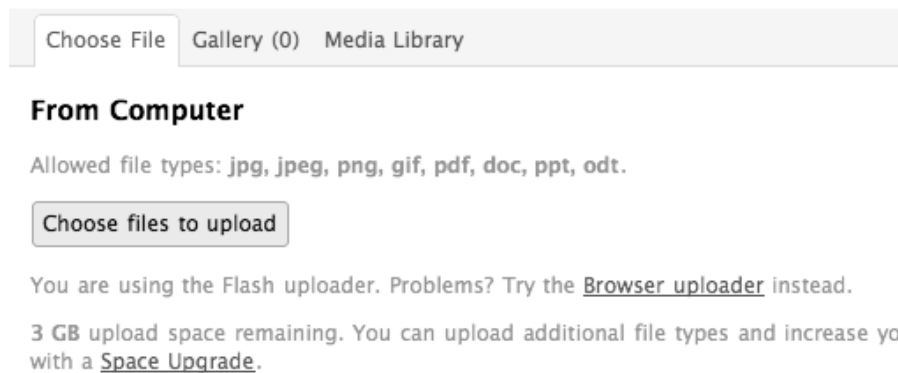 Choose File Gallery (0) Media Library
From Computer
Allowed file types: jpg, jpeg, png, gif, pdf, doc, ppt, odt.
Choose files to upload
You are using the Flash uploader. Problems? Try the Browser uploader instead.
3 GB upload space remaining. You can upload additional file types and increase
with a Space Upgrade.